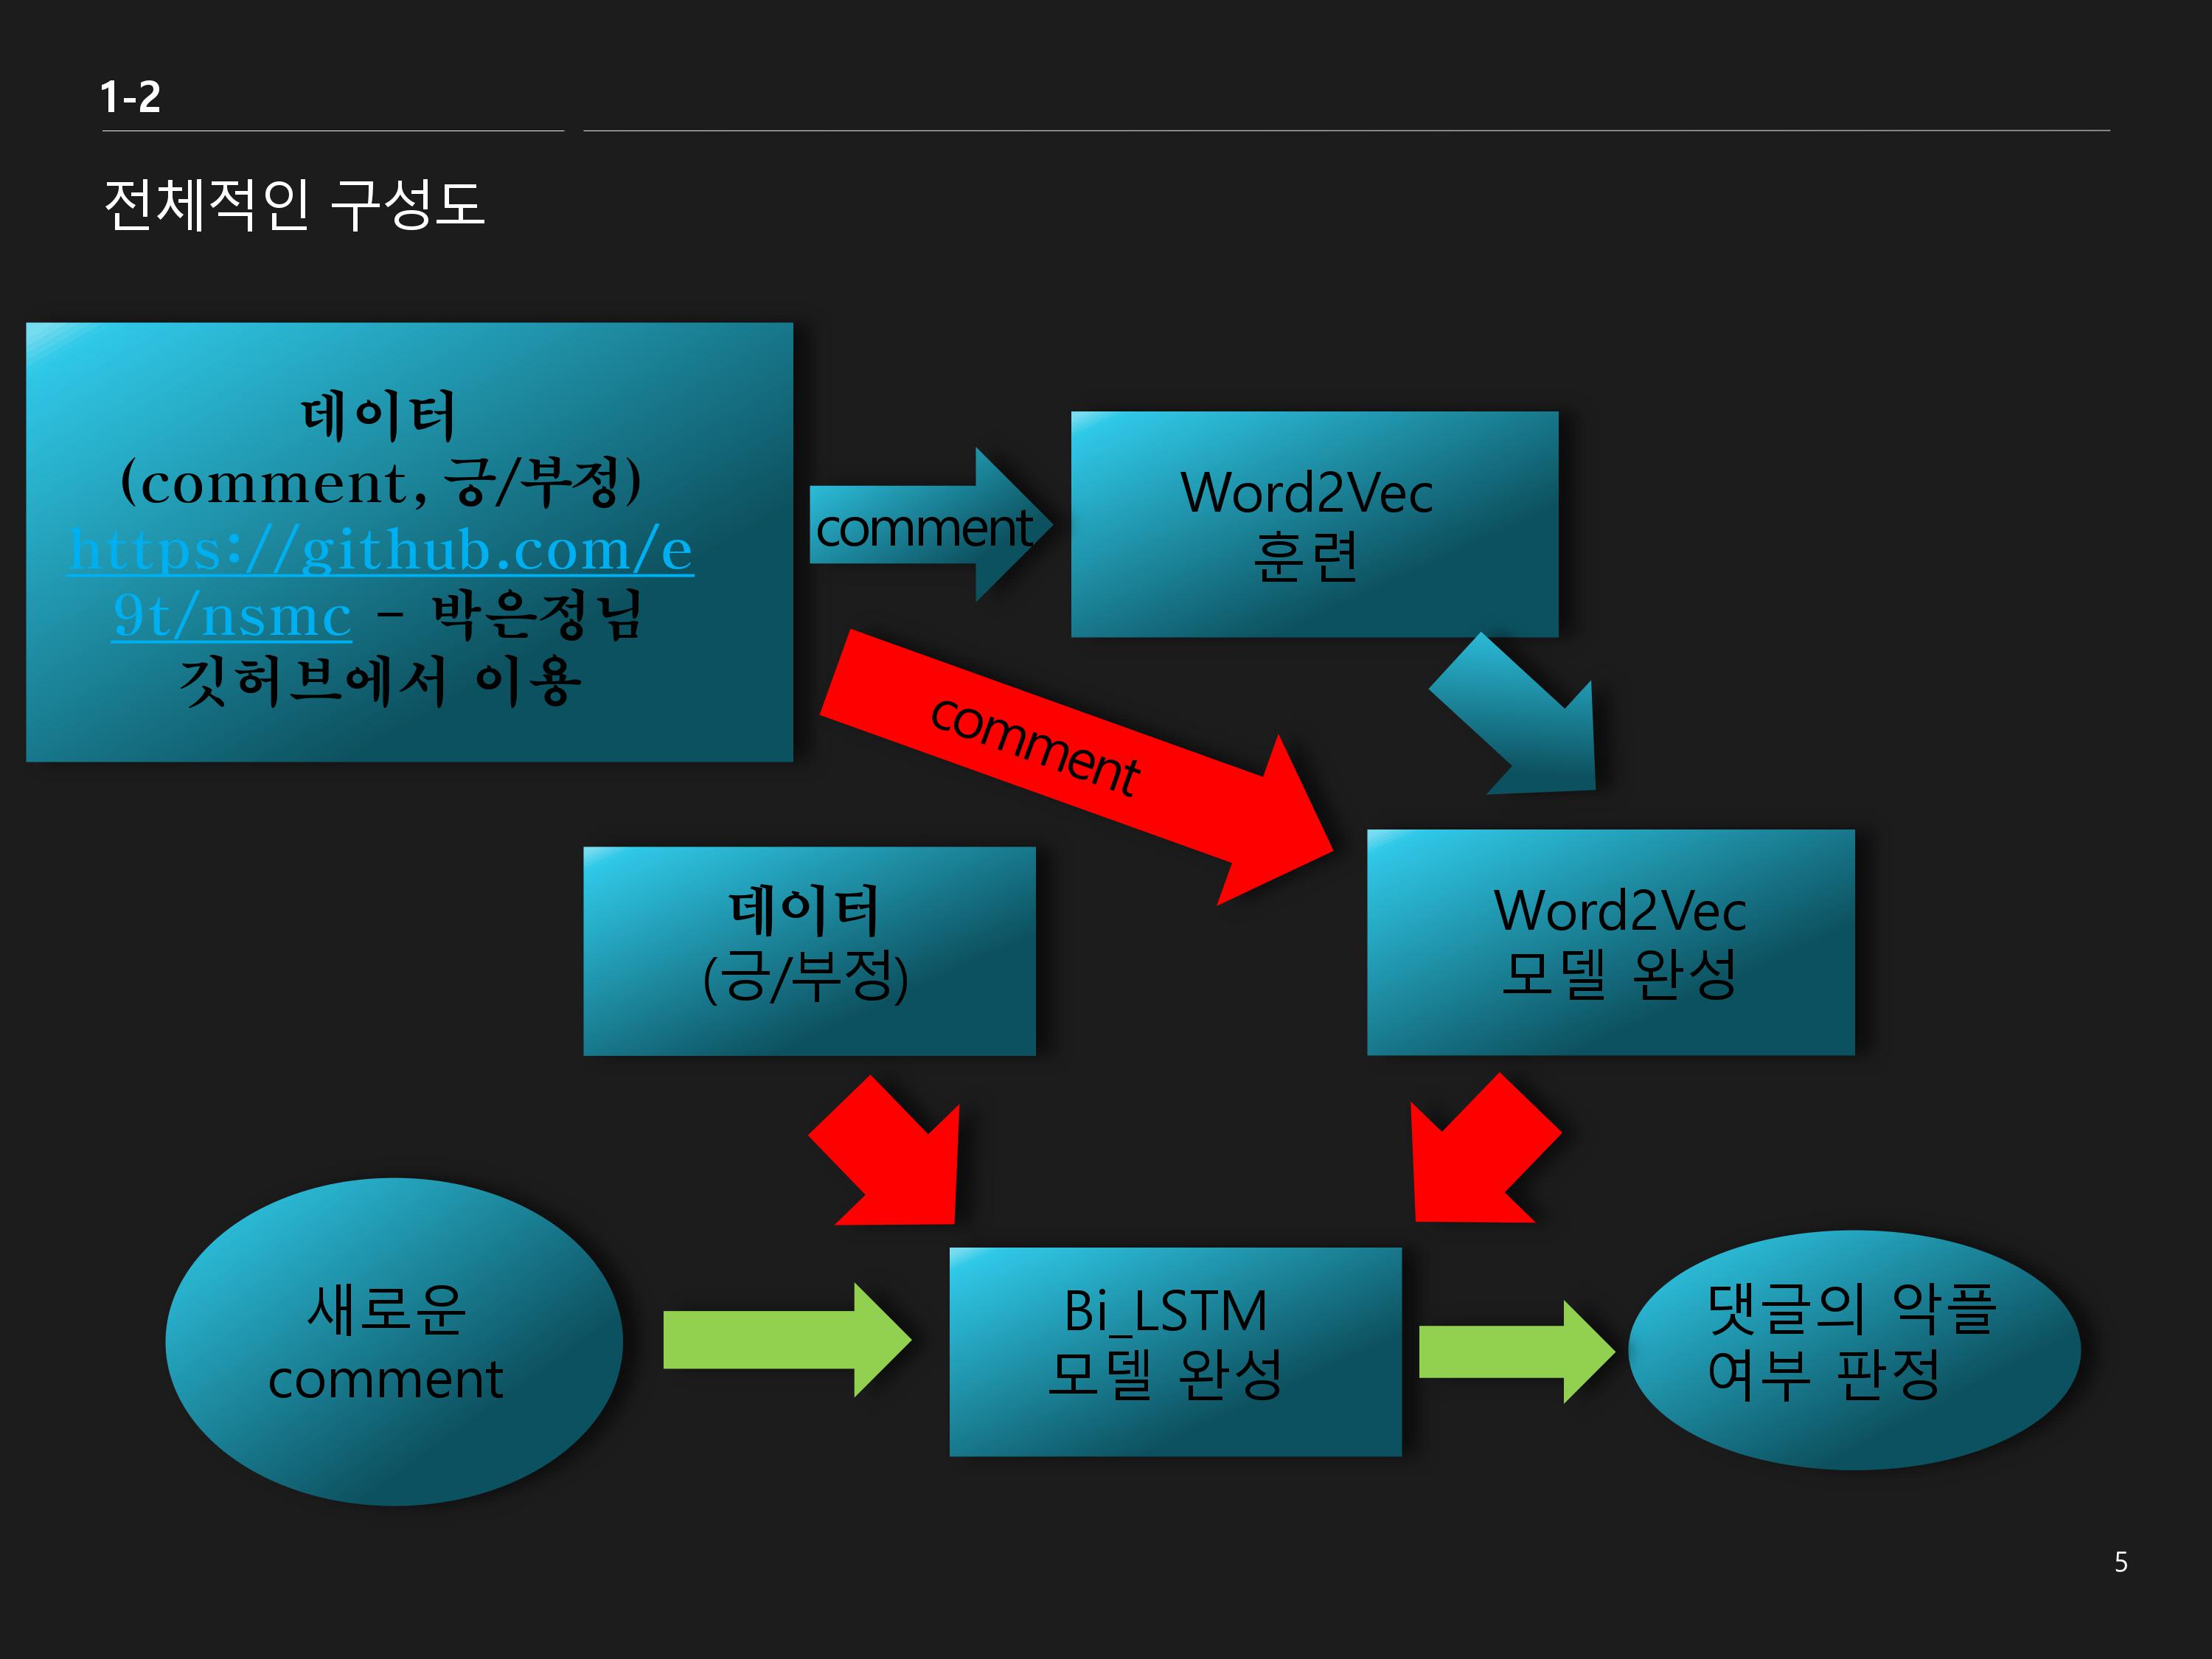 1-2
전체적인 구성도
데이터
(comment, 긍/부정)
https://github.com/e
9t/nsmc - 박은정님
깃허브에서 이용
comment
Word2Vec
훈련
comment
데이터
(긍/부정)
Word2Vec
모델 완성
새로운
comment
Bi_LSTM
모델 완성
댓글의 악플
여부 판정
5